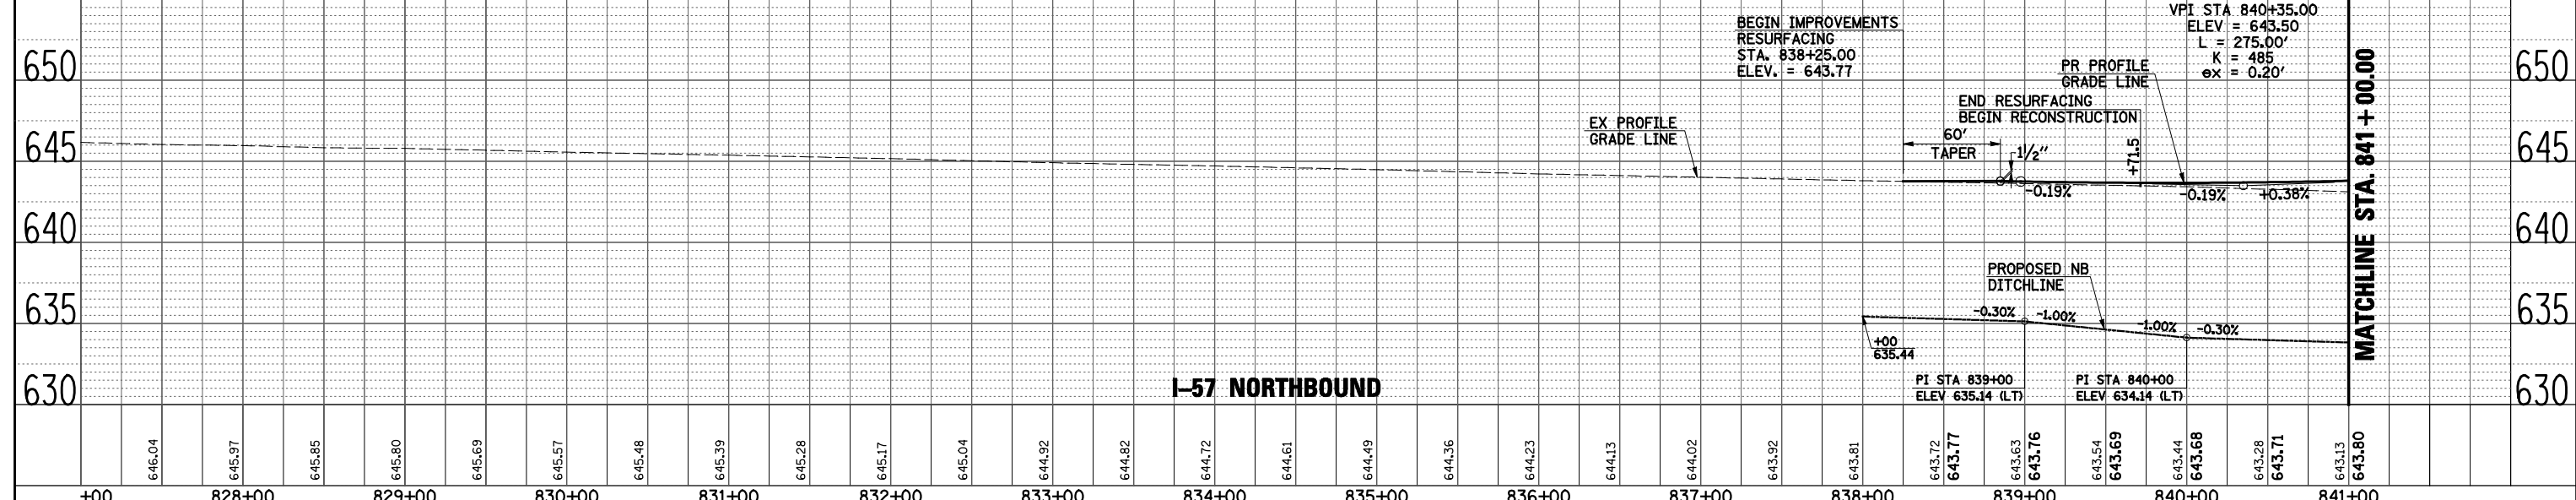 VPI STA 840+35.00
ELEV = 643.50
L = 275.00'
K = 485
ex = 0.20'
BEGIN IMPROVEMENTS
RESURFACING
STA. 838+25.00
ELEV. = 643.77
PR PROFILE
GRADE LINE
END RESURFACING
BEGIN RECONSTRUCTION
EX PROFILE
GRADE LINE
60'
TAPER
1/2"
+71.5
-0.19%
-0.19%
+0.38%
MATCHLINE STA. 841+00.00
650
645
640
635
630
650
645
640
635
630
PROPOSED NB
DITCHLINE
-0.30%
-1.00%
-1.00%
-0.30%
+00
635.44
PI STA 839+00
ELEV 635.14 (LT)
PI STA 840+00
ELEV 634.14 (LT)
I-57 NORTHBOUND
646.04
645.97
645.85
645.80
645.69
645.57
645.48
645.39
645.28
645.17
645.04
644.92
644.82
644.72
644.61
644.49
644.36
644.23
644.13
644.02
643.92
643.81
643.72
643.77
643.63
643.76
643.54
643.69
643.44
643.68
643.28
643.71
643.13
643.80
+00
828+00
829+00
830+00
831+00
832+00
833+00
834+00
835+00
836+00
837+00
838+00
839+00
840+00
841+00